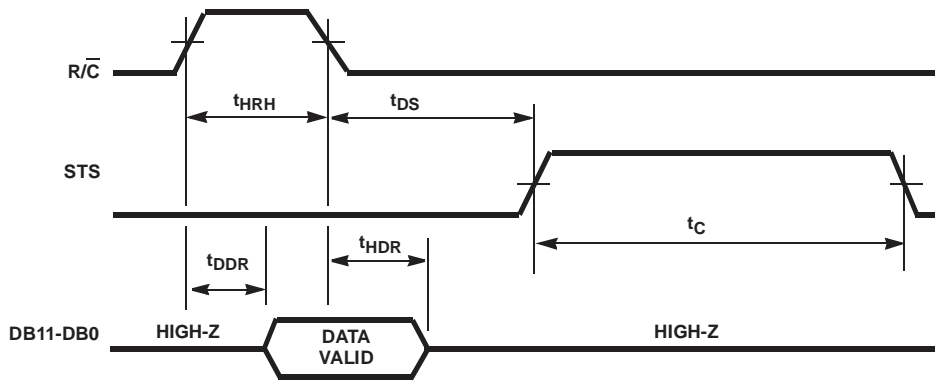 R/C̅
tHRH
tDS
STS
tC
tDDR
tHDR
DB11-DB0
HIGH-Z
DATA
VALID
HIGH-Z